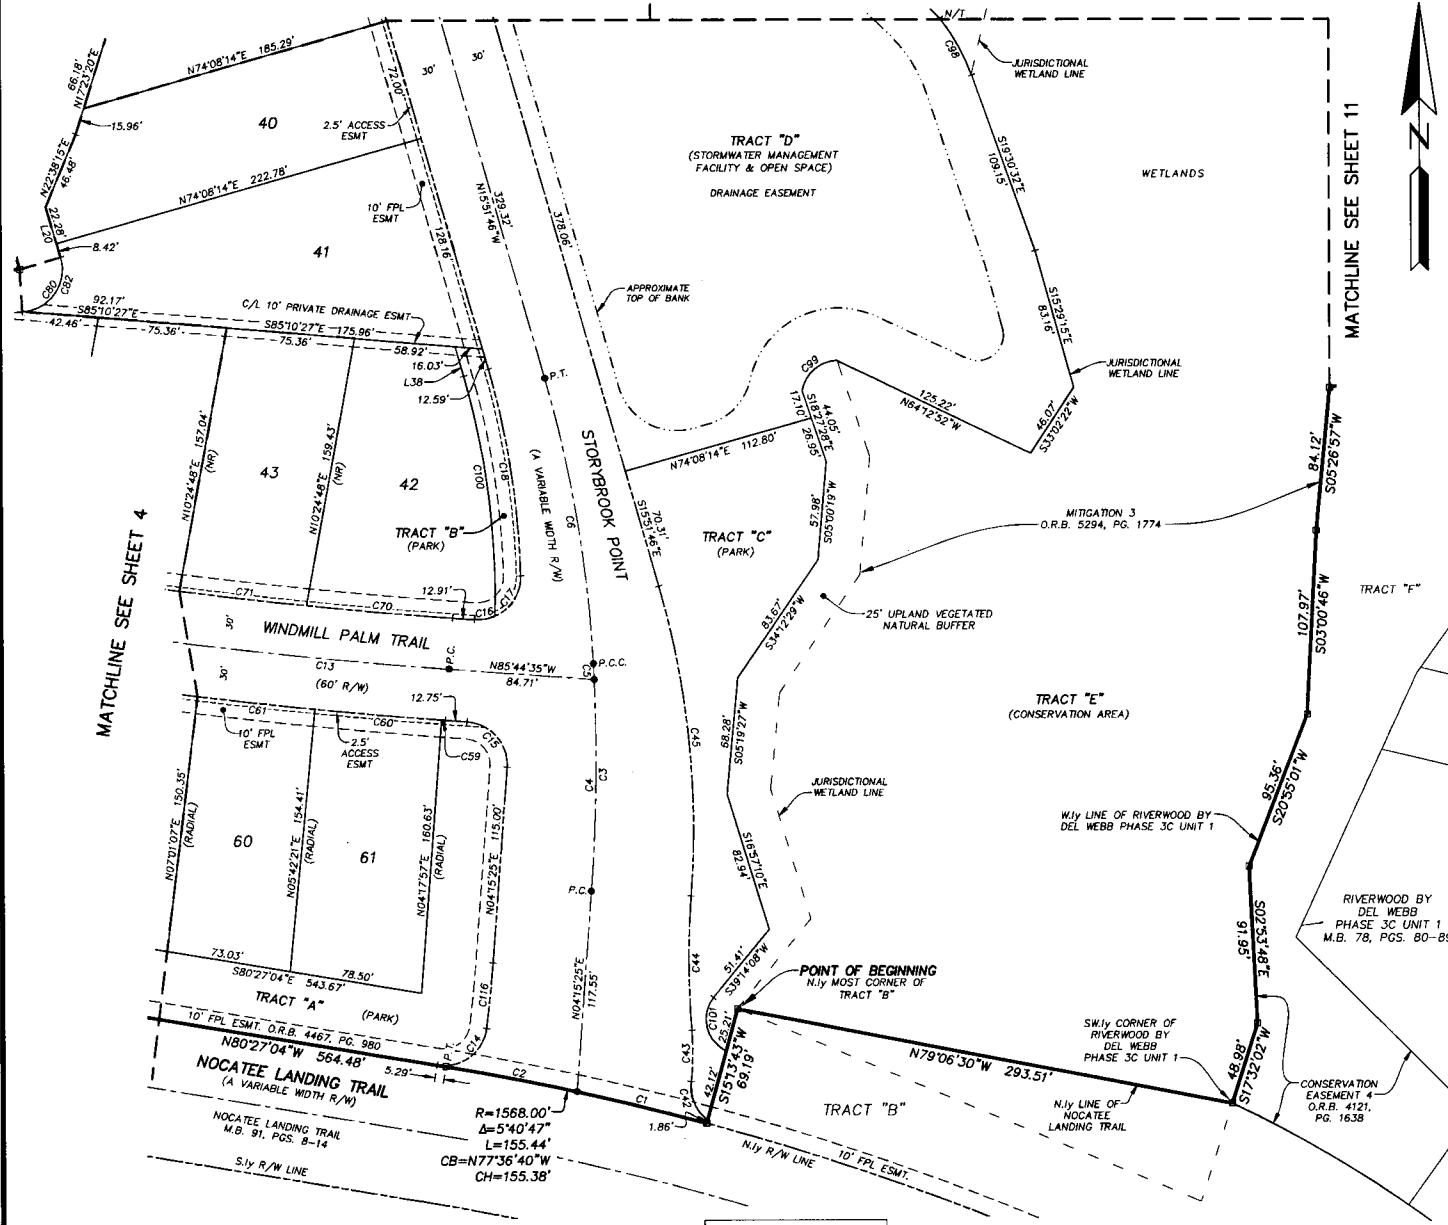 N/T
C98
JURISDICTIONAL
WETLAND LINE
66.18'
N17°23'20"E
N74°08'14"E 185.29'
15.96'
40
72.00'
30'
30'
2.5' ACCESS
ESMT
TRACT "D"
(STORMWATER MANAGEMENT
FACILITY & OPEN SPACE)
DRAINAGE EASEMENT
S19°30'32"E
109.15'
WETLANDS
MATCHLINE SEE SHEET 11
N
N22°38'15"E
46.48'
N74°08'14"E 222.78'
10' FPL
ESMT
329.32'
N15°51'46"W
378.06'
22.28'
L20
8.42'
41
128.16'
C80
C82
92.17'
S85°10'27"E
42.46'
75.36'
C/L 10' PRIVATE DRAINAGE ESMT
S85°10'27"E 175.96'
75.36'
58.92'
16.03'
L38
12.59'
APPROXIMATE
TOP OF BANK
S15°29'15"E
83.16'
JURISDICTIONAL
WETLAND LINE
P.T.
C99
125.22'
N64°12'52"W
46.07'
S33°02'22"W
17.10'
44.05'
S18°27'28"E
26.95'
N74°08'14"E 112.80'
84.12'
S05°26'57"W
N10°24'48"E 157.04'
(NR)
43
N10°24'48"E 159.43'
(NR)
42
C100
C18
STORYBROOK POINT
(A VARIABLE WIDTH R/W)
C6
70.31'
S15°51'46"E
TRACT "B"
(PARK)
TRACT "C"
(PARK)
57.98'
S05°00'19"W
MITIGATION 3
O.R.B. 5294, PG. 1774
MATCHLINE SEE SHEET 4
C71
C70
12.91'
C16
C17
83.67'
S34°12'29"W
25' UPLAND VEGETATED
NATURAL BUFFER
107.97'
S03°00'46"W
TRACT "F"
30'
WINDMILL PALM TRAIL
P.C.
N85°44'35"W
84.71'
P.C.C.
C5
C13
(60' R/W)
30'
12.75'
C61
C60
10' FPL
ESMT
2.5'
ACCESS
ESMT
C59
C15
C45
68.28'
S05°19'27"W
TRACT "E"
(CONSERVATION AREA)
C4
C3
JURISDICTIONAL
WETLAND LINE
95.36'
S20°55'01"W
W.ly LINE OF RIVERWOOD BY
DEL WEBB PHASE 3C UNIT 1
N07°01'07"E 150.35'
(RADIAL)
60
N05°42'21"E 154.41'
(RADIAL)
61
N04°17'57"E 160.63'
(RADIAL)
N04°15'25"E 115.00'
P.C.
S16°57'10"E
82.94'
RIVERWOOD BY
DEL WEBB
PHASE 3C UNIT 1
M.B. 78, PGS. 80-89
S02°53'48"E
91.95'
73.03'
S80°27'04"E 543.67'
78.50'
TRACT "A"
(PARK)
C116
C14
N04°15'25"E
117.55'
C44
51.41'
S39°14'08"W
POINT OF BEGINNING
N.ly MOST CORNER OF
TRACT "B"
C101
25.21'
10' FPL ESMT. O.R.B. 4467, PG. 980
N80°27'04"W 564.48'
P.T.
5.29'
NOCATEE LANDING TRAIL
(A VARIABLE WIDTH R/W)
NOCATEE LANDING TRAIL
M.B. 91, PGS. 8-14
S.ly R/W LINE
C2
C1
C43
C42
42.12'
S15°13'43"W
69.19'
1.86'
R=1568.00'
Δ=5°40'47"
L=155.44'
CB=N77°36'40"W
CH=155.38'
N79°06'30"W 293.51'
SW.ly CORNER OF
RIVERWOOD BY
DEL WEBB
PHASE 3C UNIT 1
48.98'
S17°32'02"W
CONSERVATION
EASEMENT 4
O.R.B. 4121,
PG. 1638
TRACT "B"
N.ly LINE OF
NOCATEE
LANDING TRAIL
N.ly R/W LINE
10' FPL ESMT.